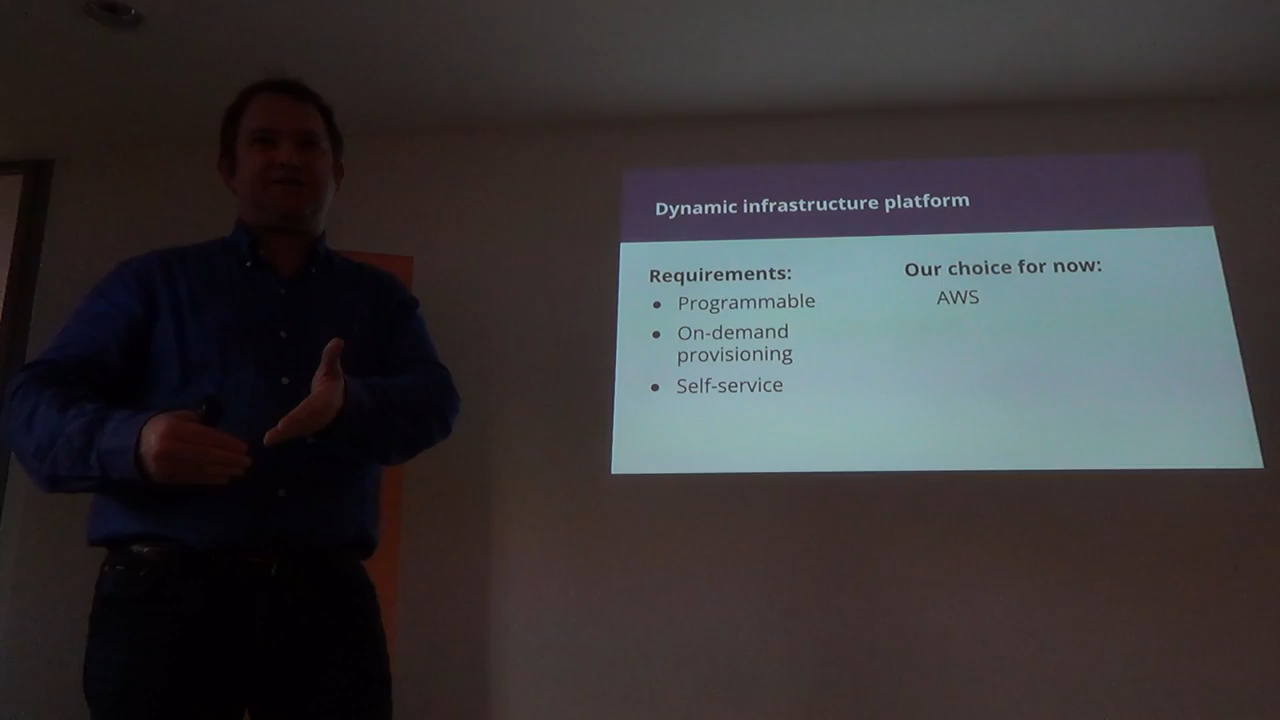 Dynamic infrastructure platform
Requirements:
• Programmable
• On-demand
provisioning
• Self-service
Our choice for now:
AWS